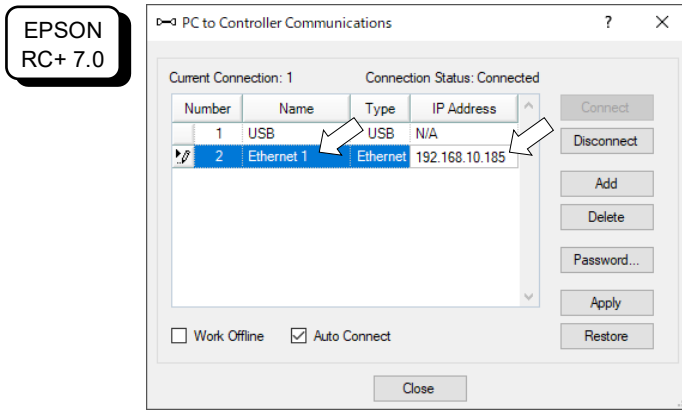 EPSON
RC+ 7.0
PC to Controller Communications ? ×
Current Connection: 1 Connection Status: Connected
Number Name Type IP Address
1 USB USB N/A
2 Ethernet 1 Ethernet 192.168.10.185
Connect
Disconnect
Add
Delete
Password...
Apply
Restore
Work Offline Auto Connect
Close